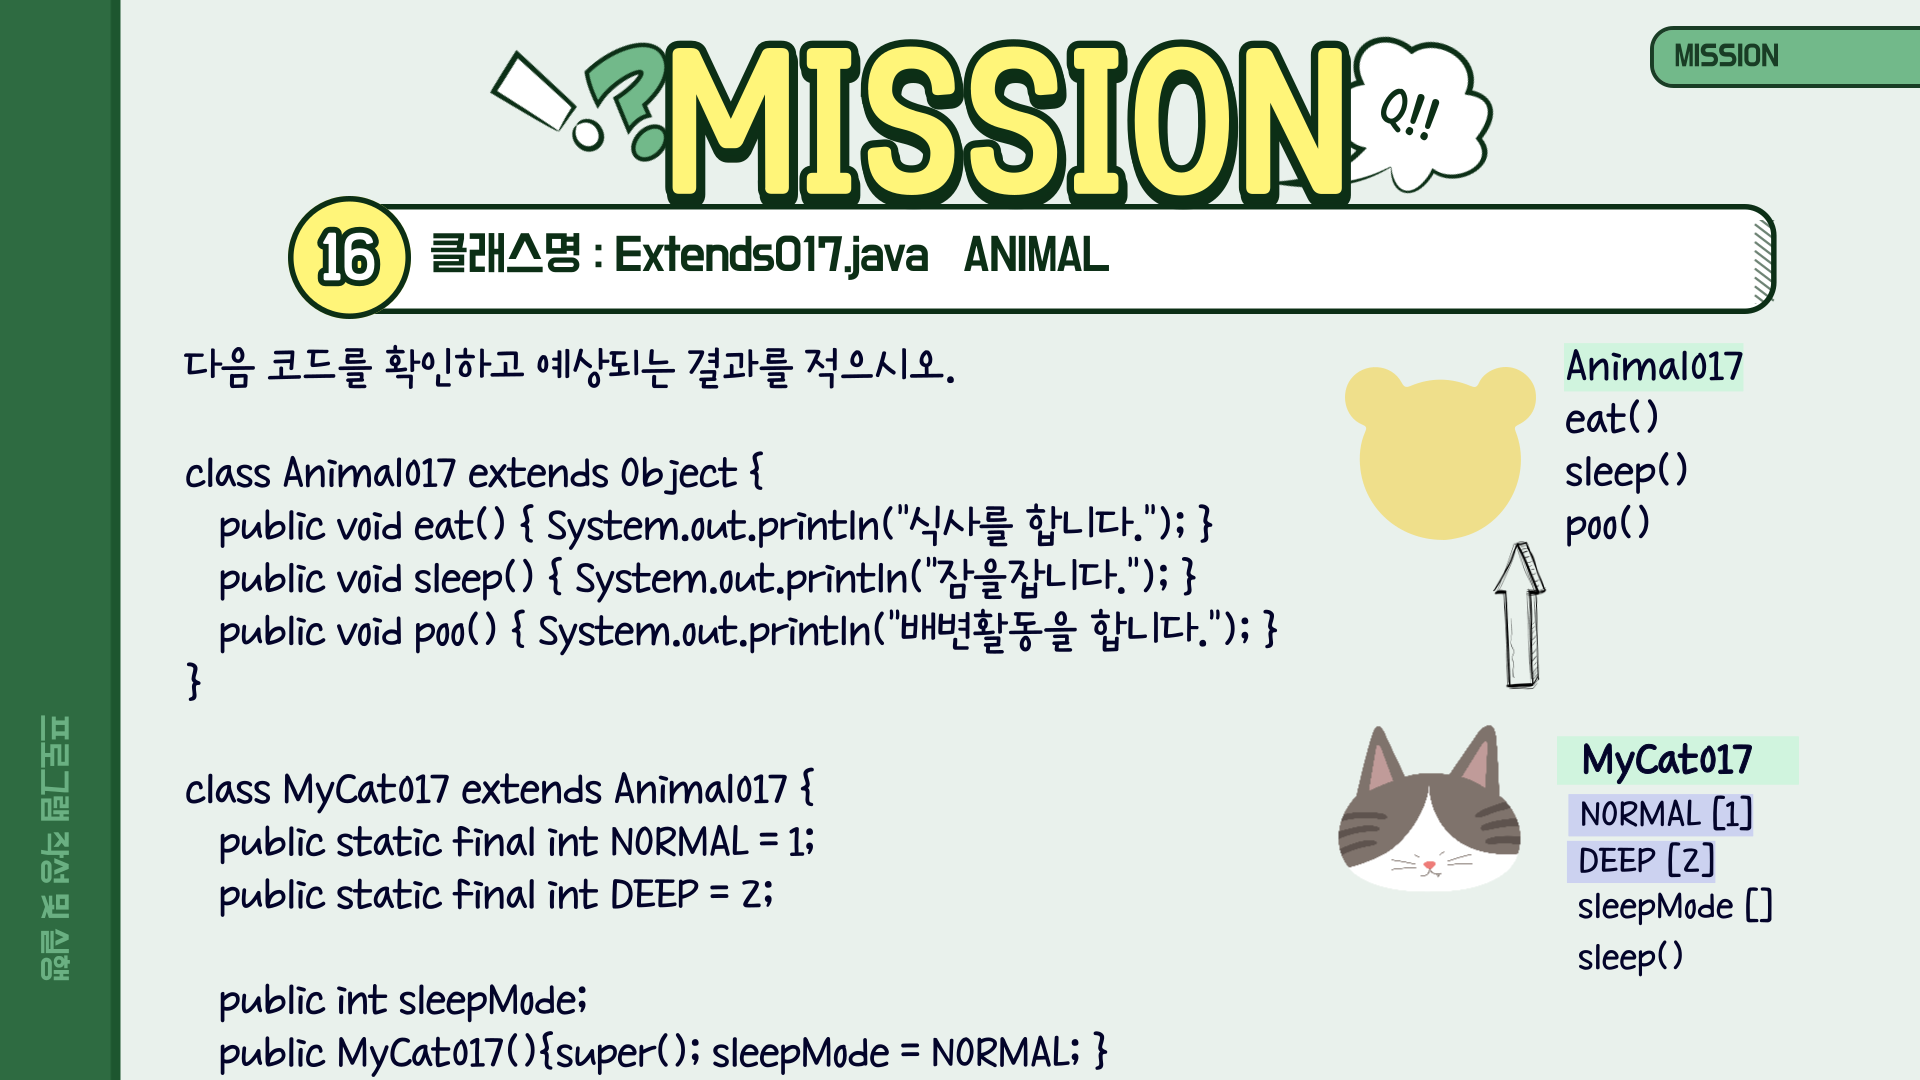 MISSION
!?
MISSION
Q!!
16
클래스명 : Extends017.java ANIMAL
다음 코드를 확인하고 예상되는 결과를 적으시오.
class Animal017 extends Object {
public void eat() { System.out.println("식사를 합니다."); }
public void sleep() { System.out.println("잠을잡니다."); }
public void poo() { System.out.println("배변활동을 합니다."); }
}
class MyCat017 extends Animal017 {
public static final int NORMAL = 1;
public static final int DEEP = 2;
public int sleepMode;
public MyCat017(){super(); sleepMode = NORMAL; }
Animal017
eat()
sleep()
poo()
MyCat017
NORMAL [1]
DEEP [2]
sleepMode []
sleep()
프로그램 작성 및 실행